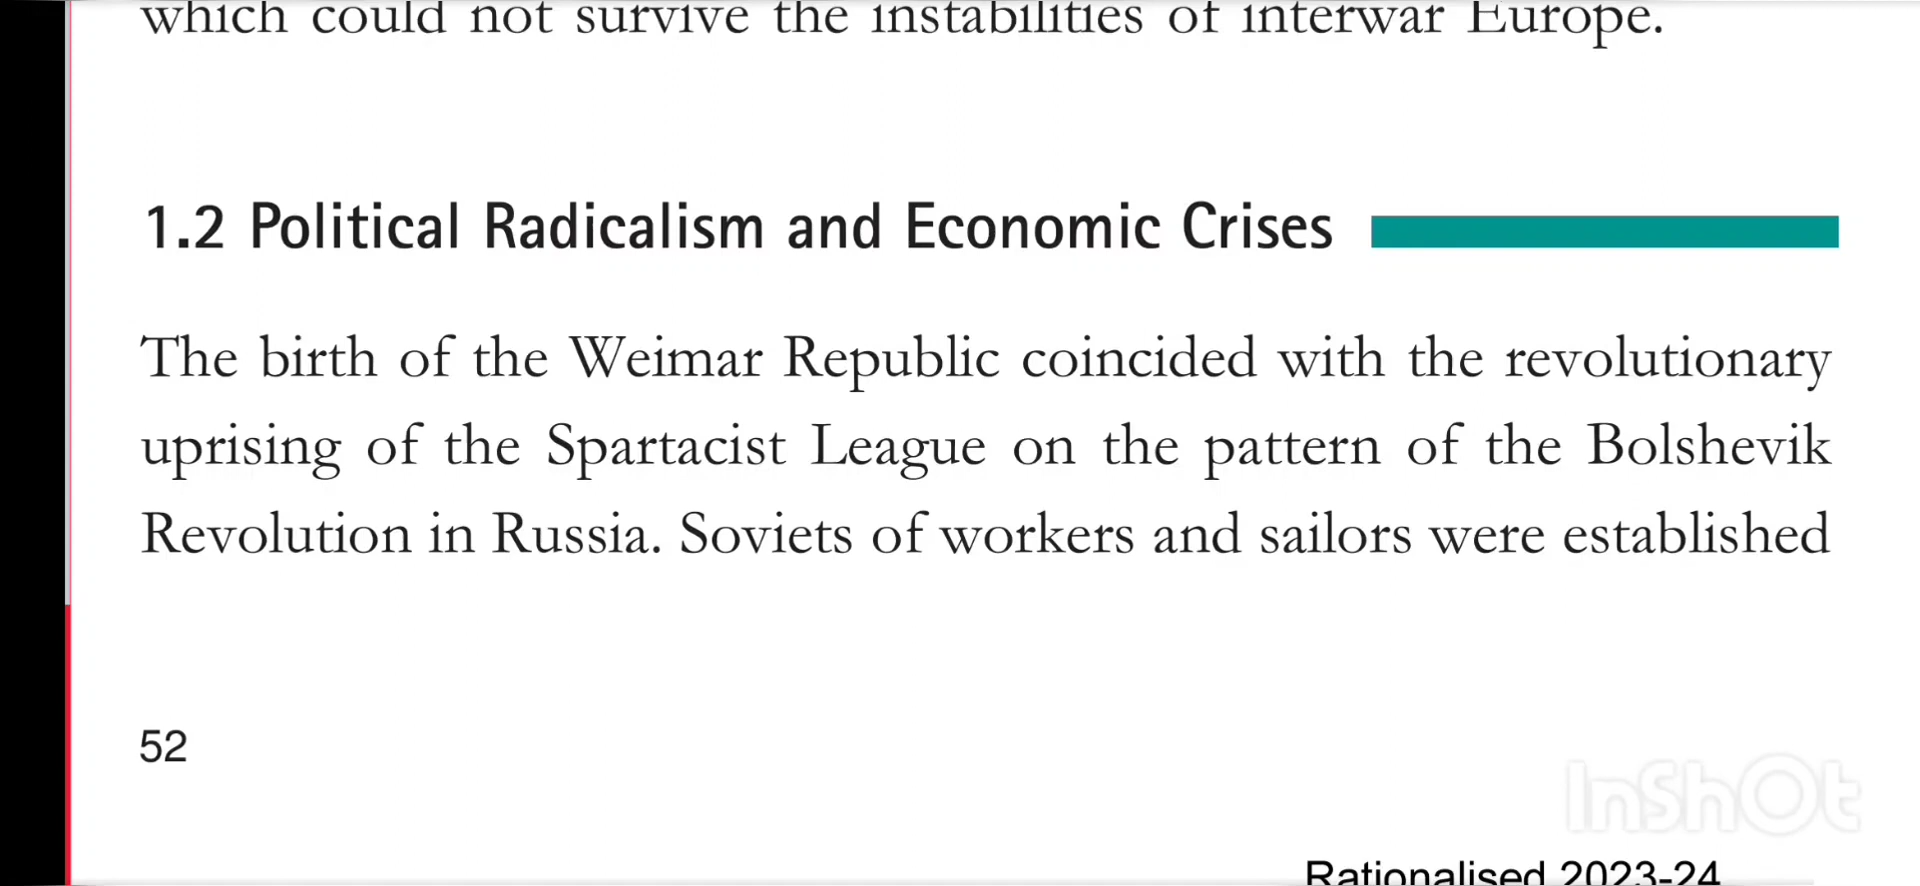 which could not survive the instabilities of interwar Europe.
1.2 Political Radicalism and Economic Crises
The birth of the Weimar Republic coincided with the revolutionary
uprising of the Spartacist League on the pattern of the Bolshevik
Revolution in Russia. Soviets of workers and sailors were established
52
InShOt
Rationalised 2023-24